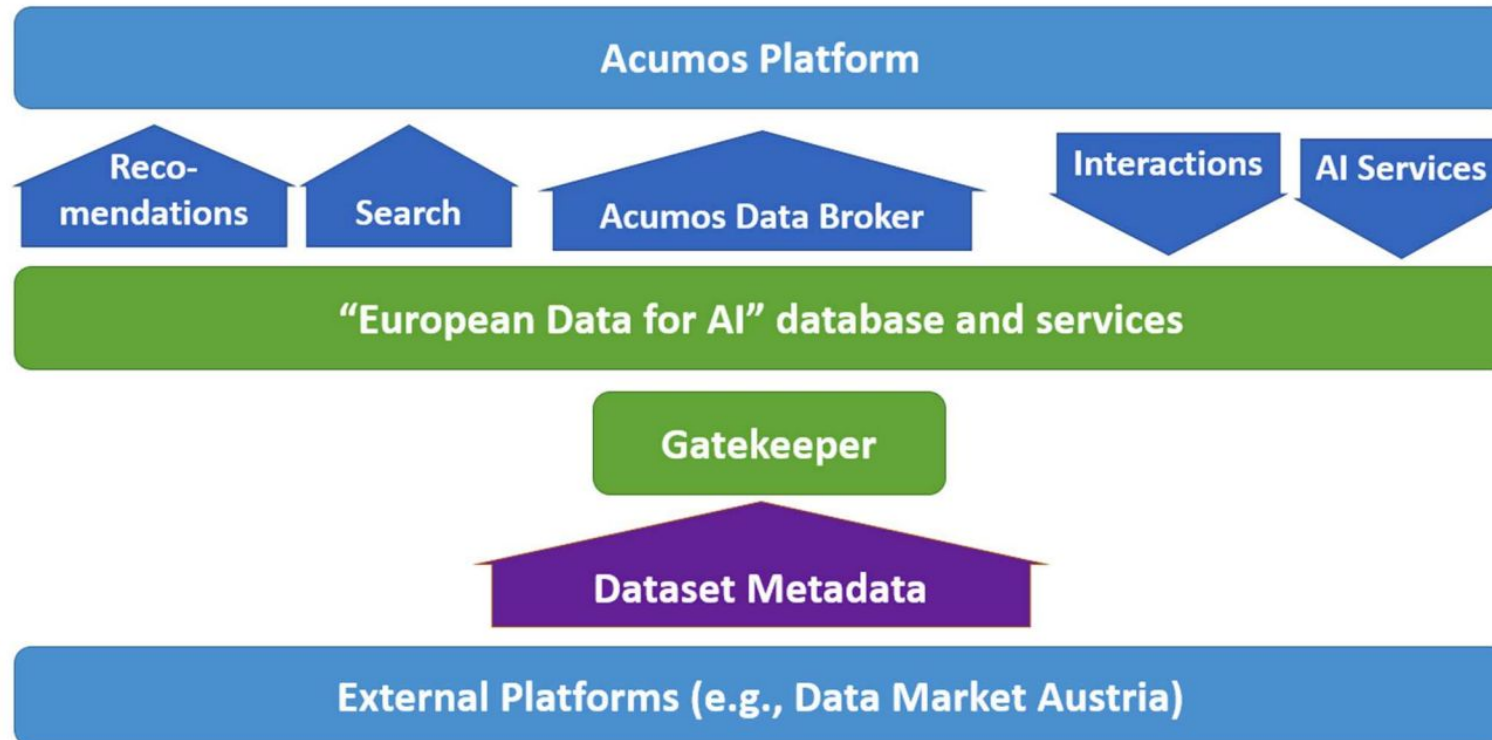 Acumos Platform
Reco-
mendations
Search
Acumos Data Broker
Interactions
AI Services
“European Data for AI” database and services
Gatekeeper
Dataset Metadata
External Platforms (e.g., Data Market Austria)